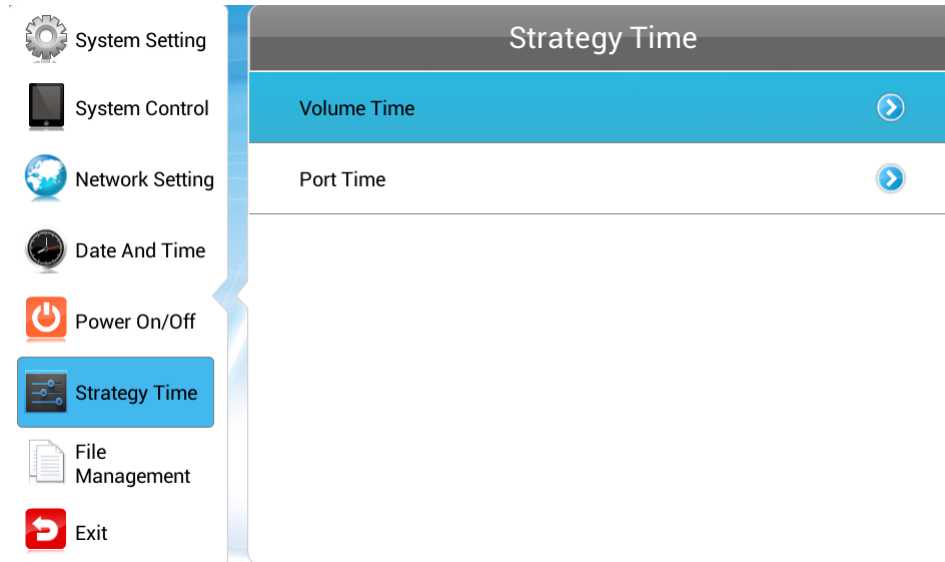 System Setting
System Control
Network Setting
Date And Time
Power On/Off
Strategy Time
File
Management
Exit
Strategy Time
Volume Time
Port Time